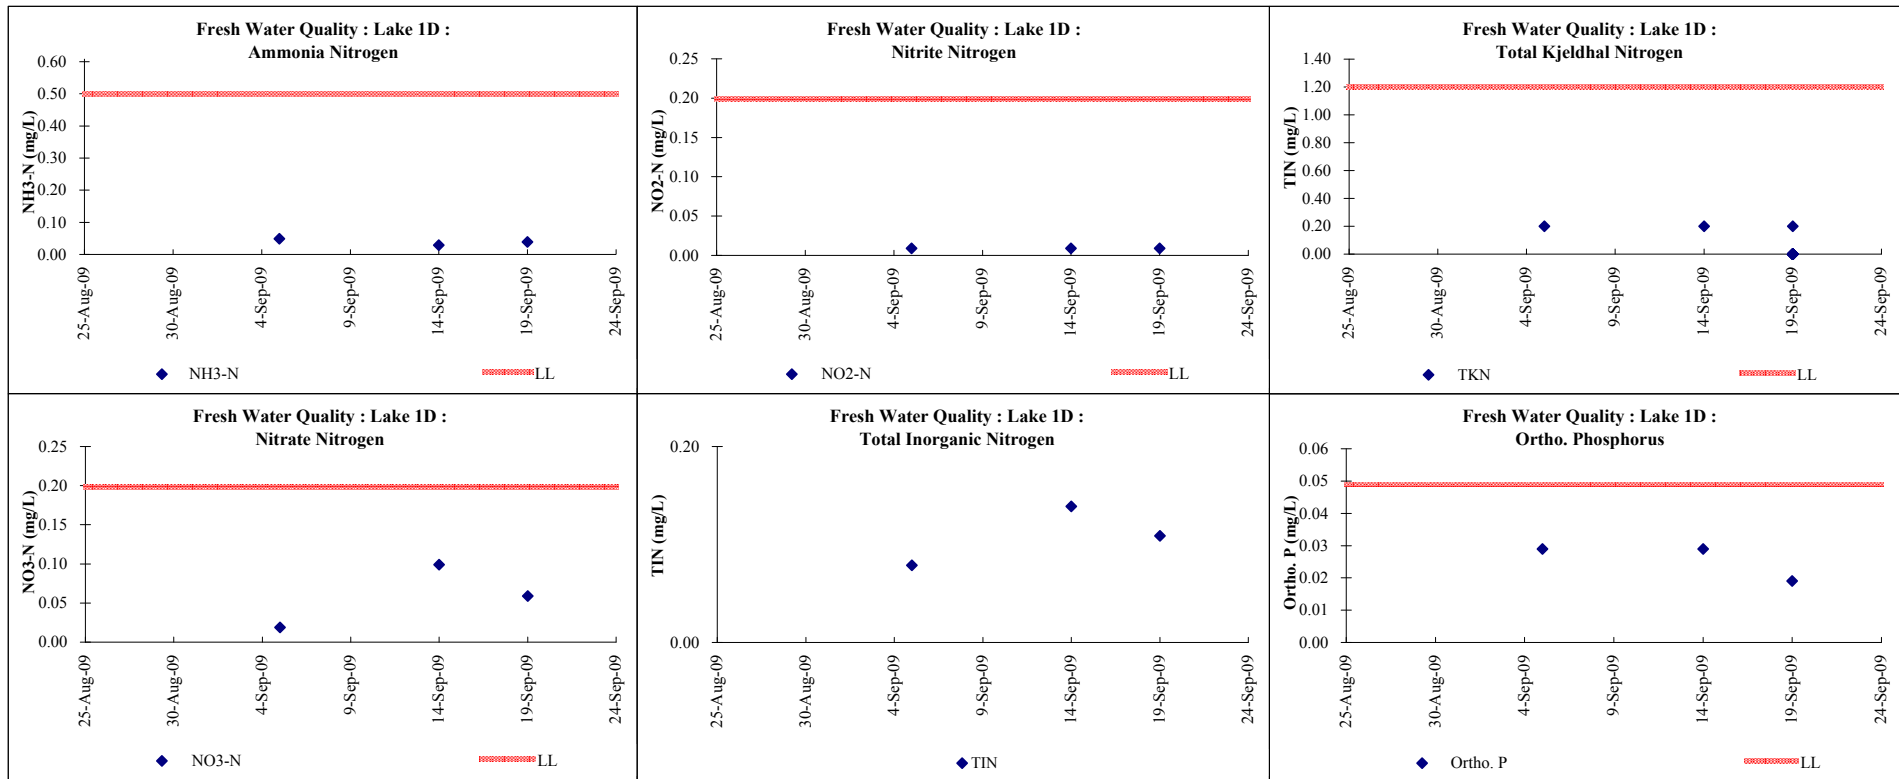 Fresh Water Quality : Lake 1D :
Ammonia Nitrogen
NH3-N (mg/L)
0.60
0.50
0.40
0.30
0.20
0.10
0.00
25-Aug-09
30-Aug-09
4-Sep-09
9-Sep-09
14-Sep-09
19-Sep-09
24-Sep-09
NH3-N
LL
Fresh Water Quality : Lake 1D :
Nitrite Nitrogen
NO2-N (mg/L)
0.25
0.20
0.15
0.10
0.05
0.00
25-Aug-09
30-Aug-09
4-Sep-09
9-Sep-09
14-Sep-09
19-Sep-09
24-Sep-09
NO2-N
LL
Fresh Water Quality : Lake 1D :
Total Kjeldhal Nitrogen
TIN (mg/L)
1.40
1.20
1.00
0.80
0.60
0.40
0.20
0.00
25-Aug-09
30-Aug-09
4-Sep-09
9-Sep-09
14-Sep-09
19-Sep-09
24-Sep-09
TKN
LL
Fresh Water Quality : Lake 1D :
Nitrate Nitrogen
NO3-N (mg/L)
0.25
0.20
0.15
0.10
0.05
0.00
25-Aug-09
30-Aug-09
4-Sep-09
9-Sep-09
14-Sep-09
19-Sep-09
24-Sep-09
NO3-N
LL
Fresh Water Quality : Lake 1D :
Total Inorganic Nitrogen
TIN (mg/L)
0.20
0.00
25-Aug-09
30-Aug-09
4-Sep-09
9-Sep-09
14-Sep-09
19-Sep-09
24-Sep-09
TIN
Fresh Water Quality : Lake 1D :
Ortho. Phosphorus
Ortho. P (mg/L)
0.06
0.05
0.04
0.03
0.02
0.01
0.00
25-Aug-09
30-Aug-09
4-Sep-09
9-Sep-09
14-Sep-09
19-Sep-09
24-Sep-09
Ortho. P
LL